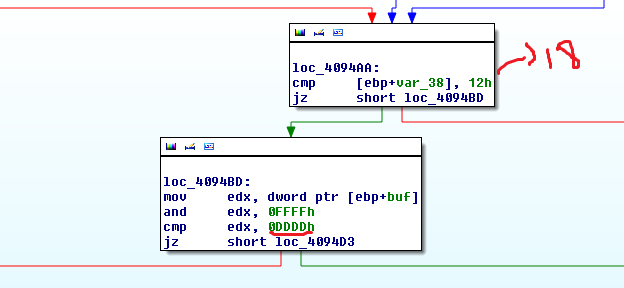 loc_4094AA:
cmp [ebp+var_38], 12h
jz short loc_4094BD
18
loc_4094BD:
mov edx, dword ptr [ebp+buf]
and edx, 0FFFFh
cmp edx, 0DDDDh
jz short loc_4094D3